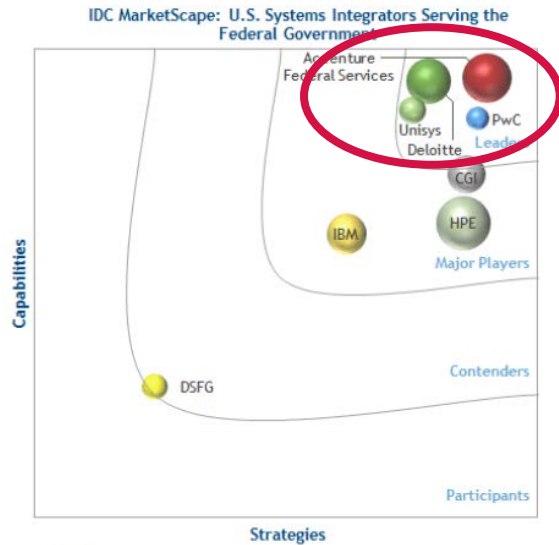 IDC MarketScape: U.S. Systems Integrators Serving the
Federal Government
Accenture
Federal Services
Unisys
Deloitte
PwC
Leaders
CGI
HPE
IBM
Major Players
Capabilities
Contenders
DSFG
Participants
Strategies